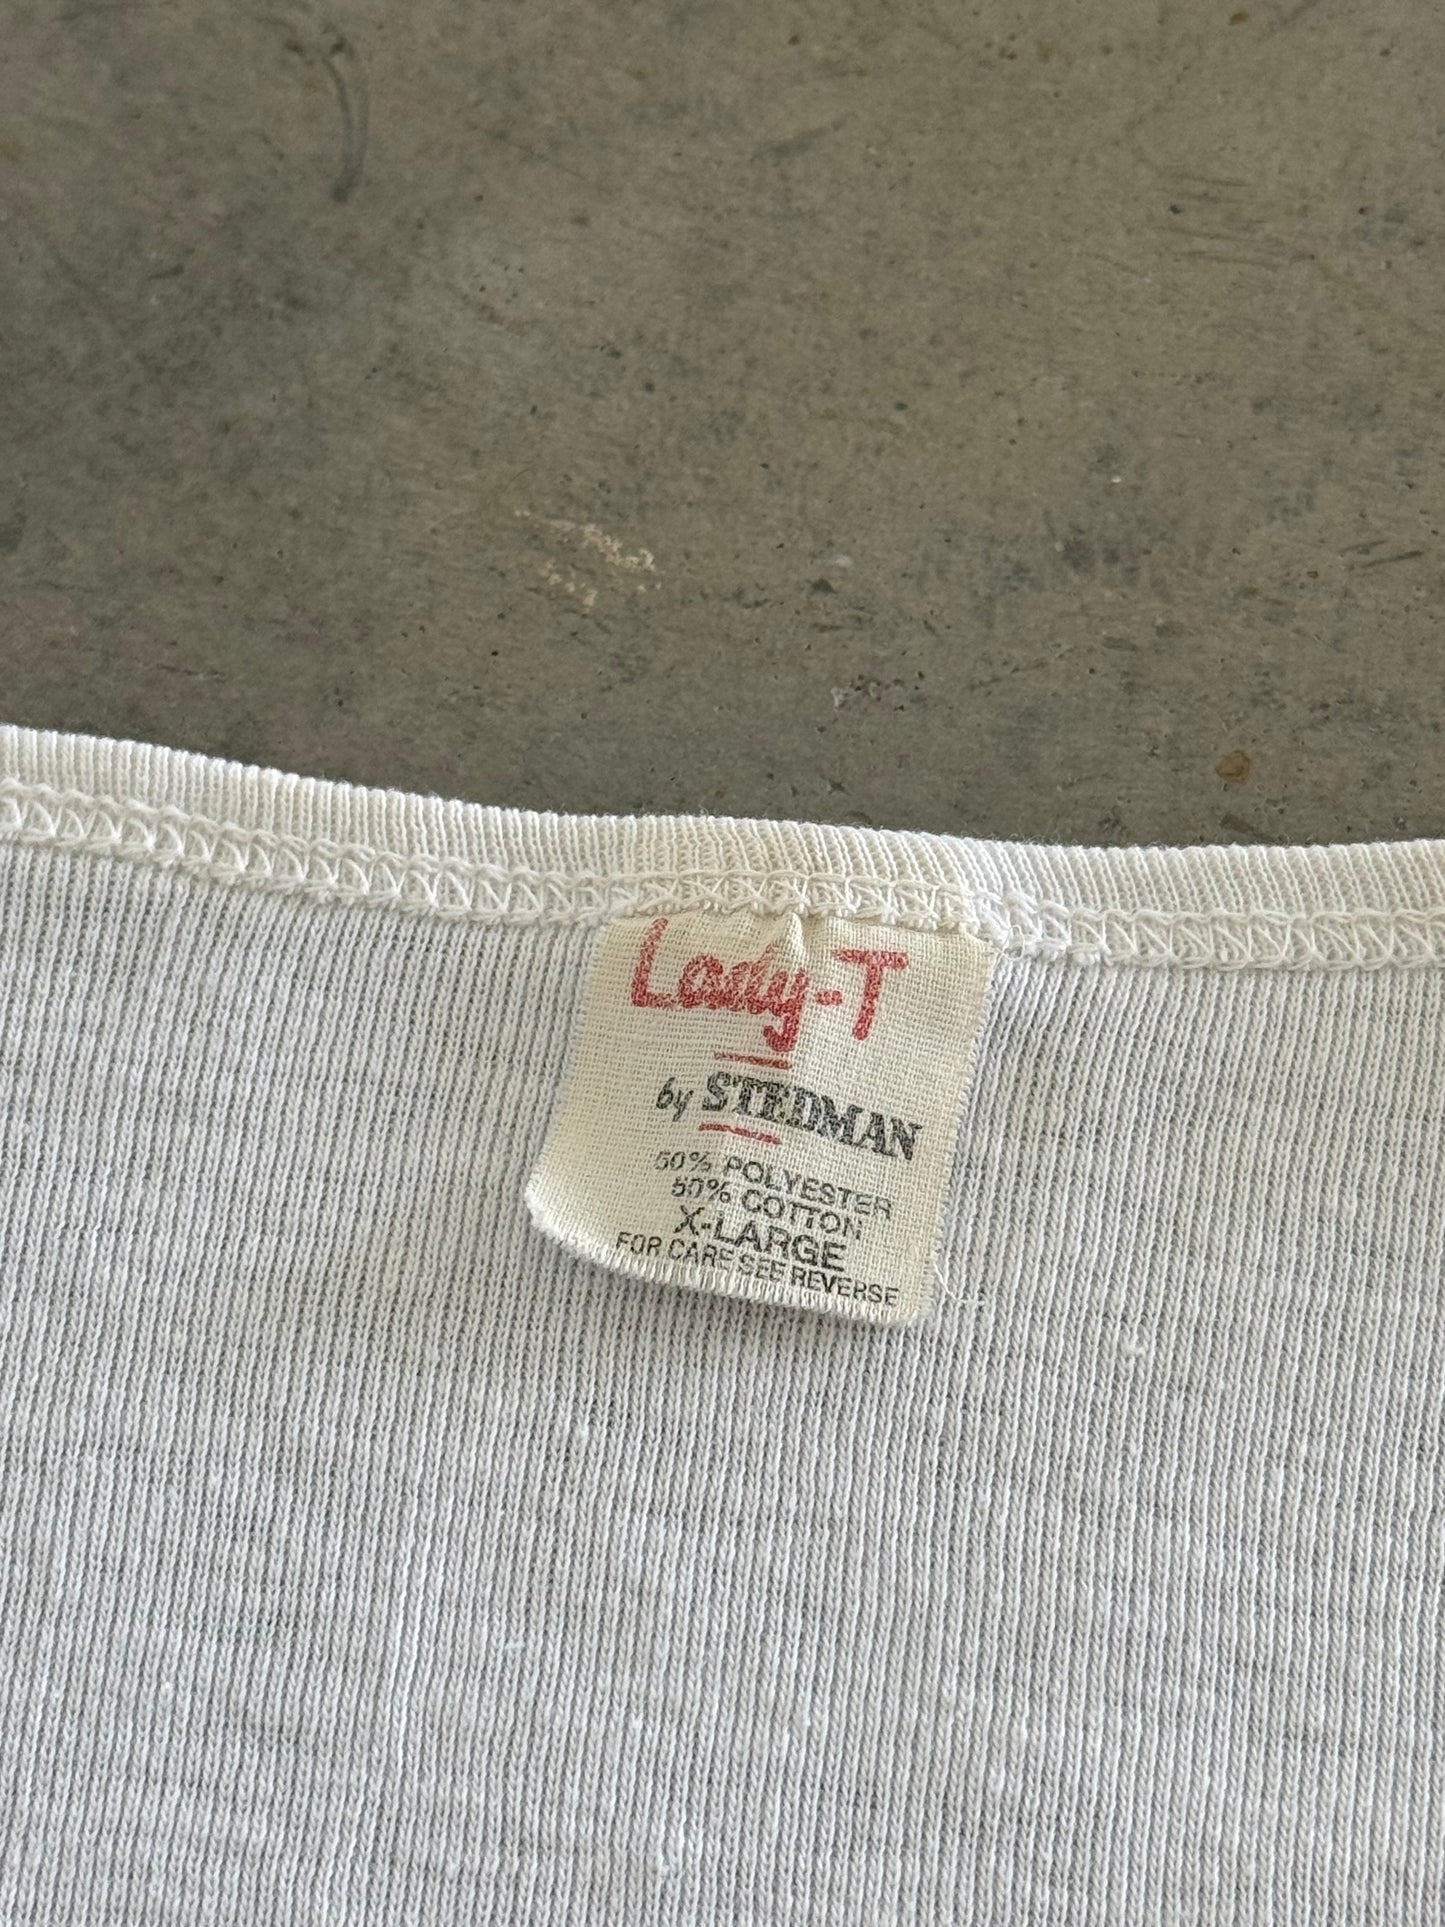 Lady-T
by STEDMAN
50% POLYESTER
50% COTTON
X-LARGE
FOR CARE SEE REVERSE